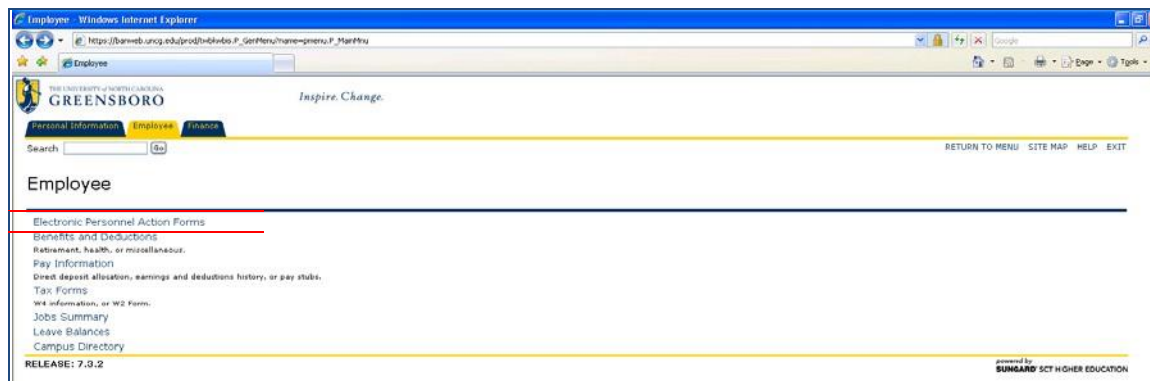 Employee - Windows Internet Explorer
https://banweb.uncg.edu/prod/twbkwbis.P_GenMenu?name=pmenu.P_MainMnu
Google
Employee
Page
Tools
THE UNIVERSITY of NORTH CAROLINA
GREENSBORO
Inspire. Change.
Personal Information Employee Finance
Search Go
RETURN TO MENU SITE MAP HELP EXIT
Employee
Electronic Personnel Action Forms
Benefits and Deductions
Retirement, health, or miscellaneous.
Pay Information
Direct deposit allocation, earnings and deductions history, or pay stubs.
Tax Forms
W4 information, or W2 Form.
Jobs Summary
Leave Balances
Campus Directory
RELEASE: 7.3.2
powered by
SUNGARD SCT HIGHER EDUCATION